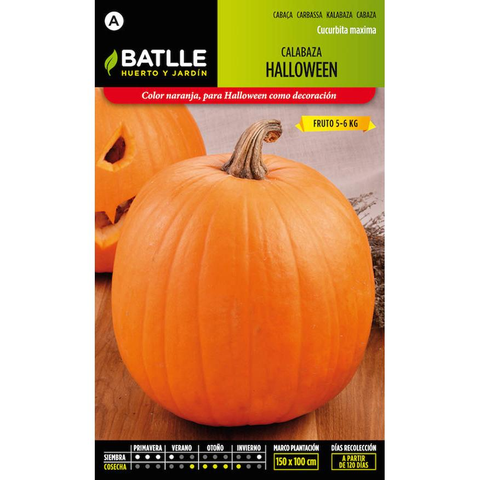 A
BATLLE
HUERTO Y JARDÍN
CABAÇA CARBASSA KALABAZA CABAZA
Cucurbita maxima
CALABAZA
HALLOWEEN
Color naranja, para Halloween como decoración
FRUTO 5-6 KG
PRIMAVERA VERANO OTOÑO INVIERNO MARCO PLANTACIÓN DÍAS RECOLECCIÓN
SIEMBRA
COSECHA
150 x 100 cm
A PARTIR
DE 120 DÍAS